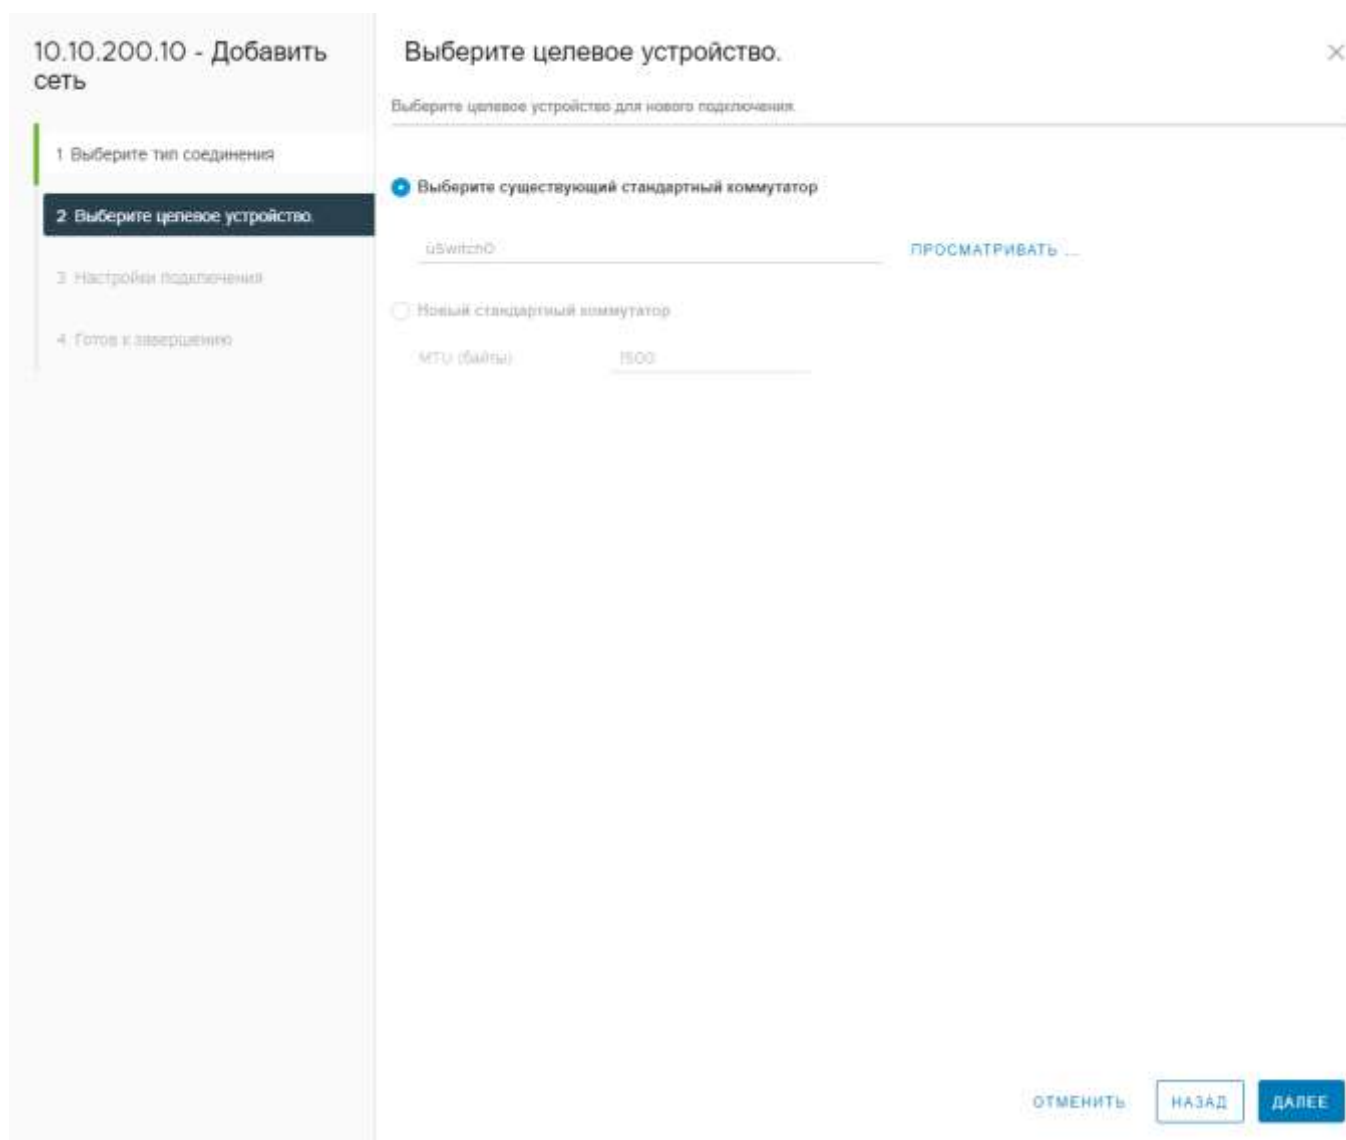 10.10.200.10 - Добавить
сеть
1 Выберите тип соединения
2 Выберите целевое устройство.
3 Настройки подключения
4 Готов к завершению
Выберите целевое устройство.
Выберите целевое устройство для нового подключения.
Выберите существующий стандартный коммутатор
uSwitch0
ПРОСМАТРИВАТЬ ...
Новый стандартный коммутатор
MTU (байты)
1500
ОТМЕНИТЬ
НАЗАД
ДАЛЕЕ